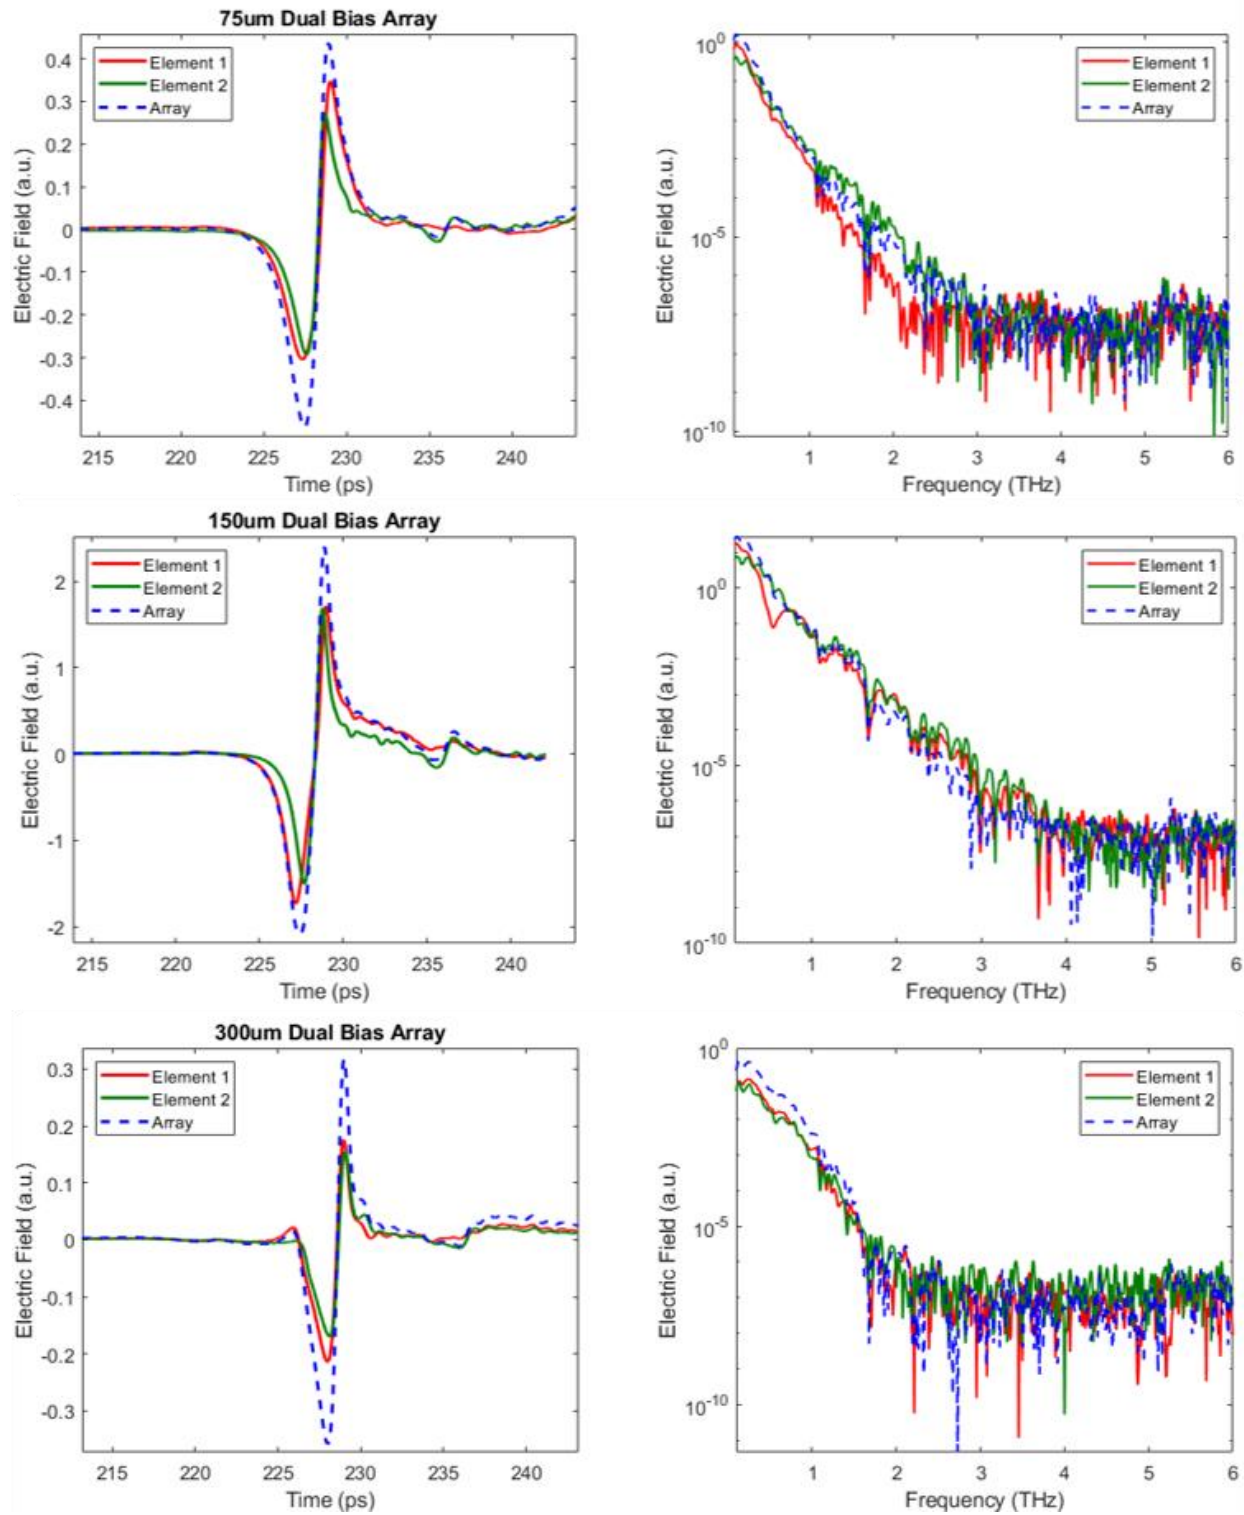 75um Dual Bias Array
Electric Field (a.u.)
0.4
0.3
0.2
0.1
0
-0.1
-0.2
-0.3
-0.4
Element 1
Element 2
Array
215 220 225 230 235 240
Time (ps)
Electric Field (a.u.)
10^0
10^-5
10^-10
Element 1
Element 2
Array
1 2 3 4 5 6
Frequency (THz)
150um Dual Bias Array
Electric Field (a.u.)
2
1
0
-1
-2
Element 1
Element 2
Array
215 220 225 230 235 240
Time (ps)
Electric Field (a.u.)
10^0
10^-5
10^-10
Element 1
Element 2
Array
1 2 3 4 5 6
Frequency (THz)
300um Dual Bias Array
Electric Field (a.u.)
0.3
0.2
0.1
0
-0.1
-0.2
-0.3
Element 1
Element 2
Array
215 220 225 230 235 240
Time (ps)
Electric Field (a.u.)
10^0
10^-5
10^-10
Element 1
Element 2
Array
1 2 3 4 5 6
Frequency (THz)